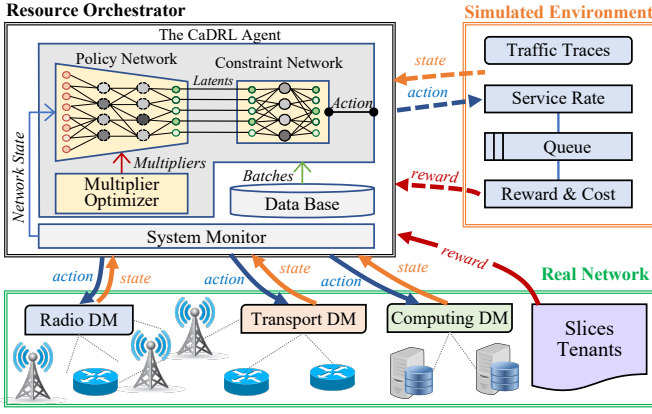 Resource Orchestrator
Simulated Environment
The CaDRL Agent
Policy Network
Constraint Network
Latents
Action
Multipliers
Multiplier
Optimizer
Batches
Data Base
Network State
System Monitor
state
action
reward
Traffic Traces
Service Rate
Queue
Reward & Cost
action
state
action
state
action
state
reward
Real Network
Radio DM
Transport DM
Computing DM
Slices
Tenants